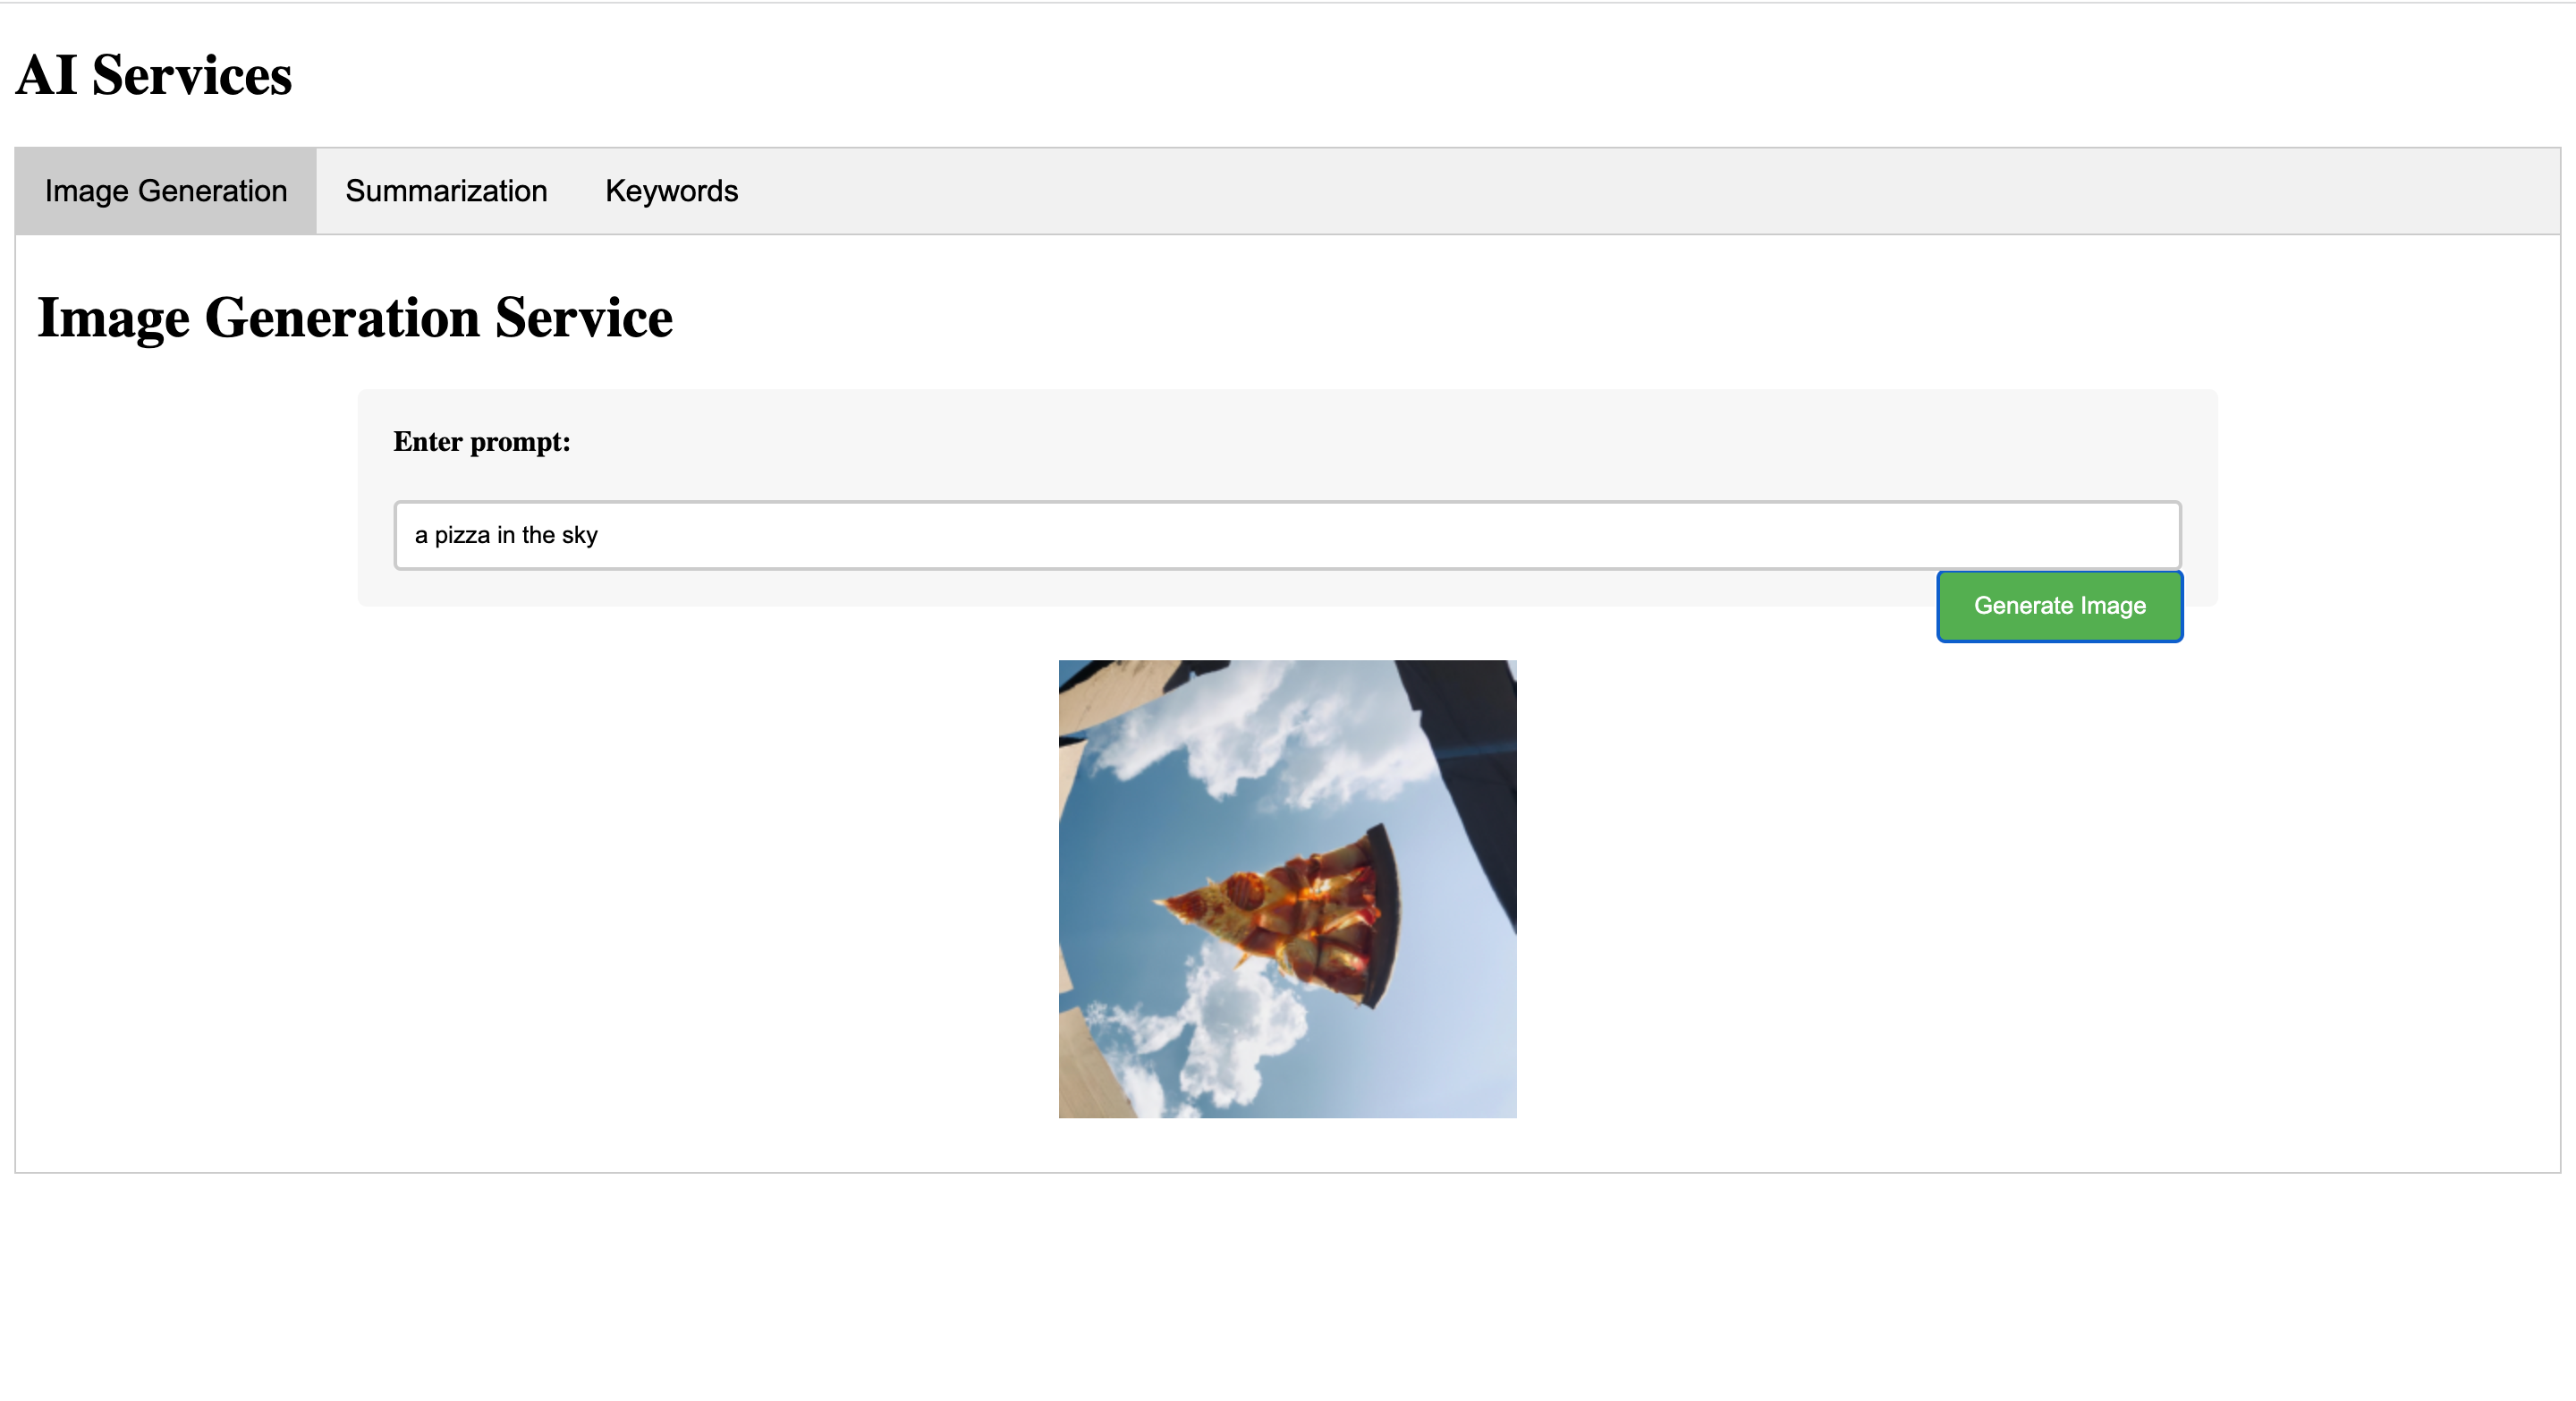 AI Services
Image Generation Summarization Keywords
Image Generation Service
Enter prompt:
a pizza in the sky
Generate Image